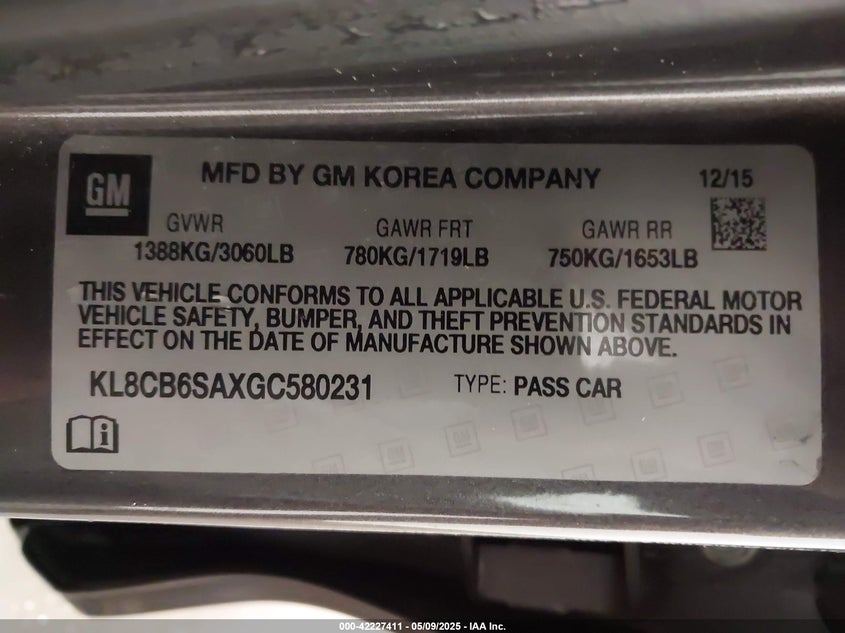 GM
MFD BY GM KOREA COMPANY 12/15
GVWR GAWR FRT GAWR RR
1388KG/3060LB 780KG/1719LB 750KG/1653LB
THIS VEHICLE CONFORMS TO ALL APPLICABLE U.S. FEDERAL MOTOR
VEHICLE SAFETY, BUMPER, AND THEFT PREVENTION STANDARDS IN
EFFECT ON THE DATE OF MANUFACTURE SHOWN ABOVE.
KL8CB6SAXGC580231 TYPE: PASS CAR
000-42227411 - 05/09/2025 - IAA Inc.